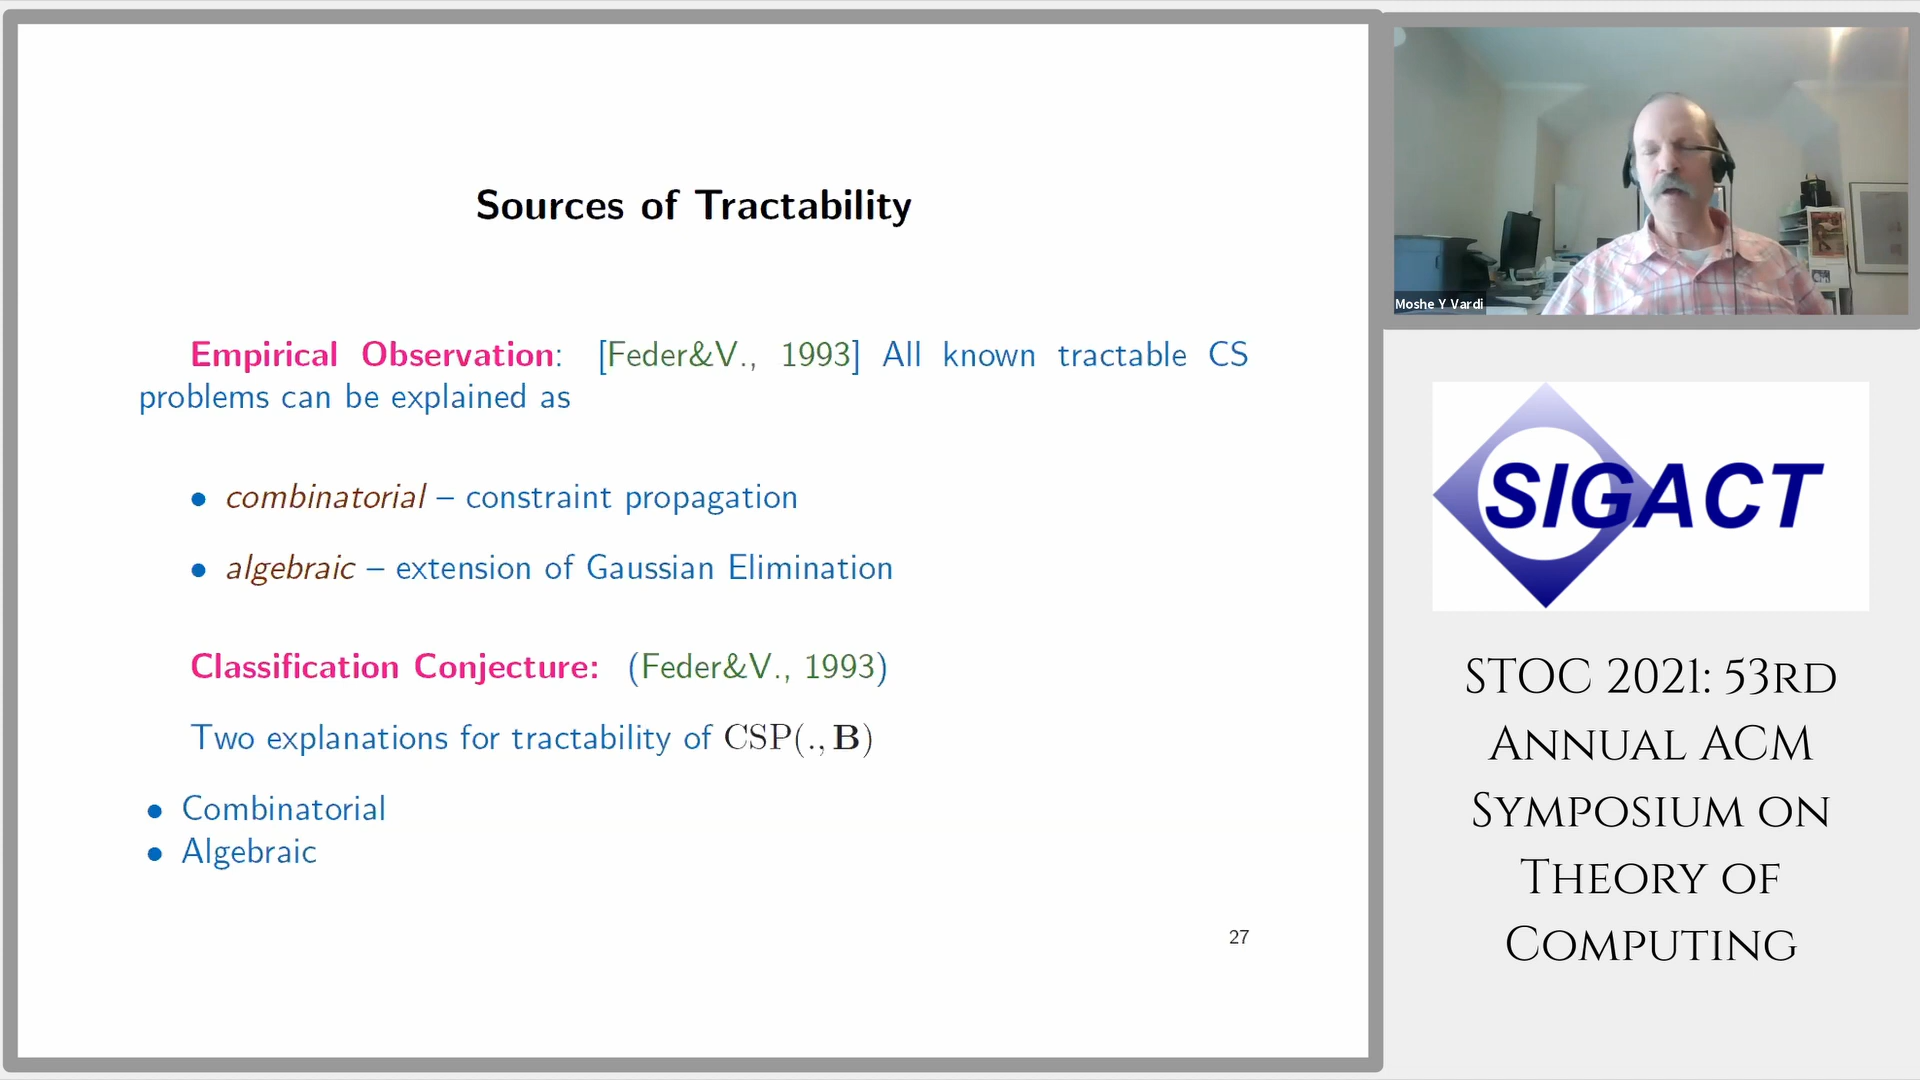 Sources of Tractability
Empirical Observation: [Feder&V., 1993] All known tractable CS
problems can be explained as
• combinatorial – constraint propagation
• algebraic – extension of Gaussian Elimination
Classification Conjecture: (Feder&V., 1993)
Two explanations for tractability of CSP(., B)
• Combinatorial
• Algebraic
27
Moshe Y Vardi
SIGACT
STOC 2021: 53rd
Annual ACM
Symposium on
Theory of
Computing